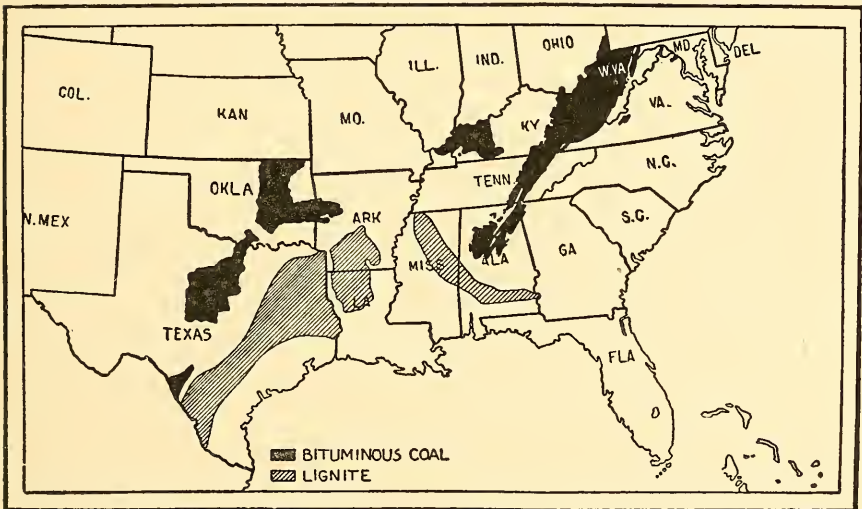 COL.
KAN
MO.
ILL.
IND.
OHIO
W.VA
MD
DEL
KY
VA.
N.MEX
OKLA
ARK
TENN.
N.C.
S.C.
TEXAS
MISS
ALA
GA
FLA
BITUMINOUS COAL
LIGNITE